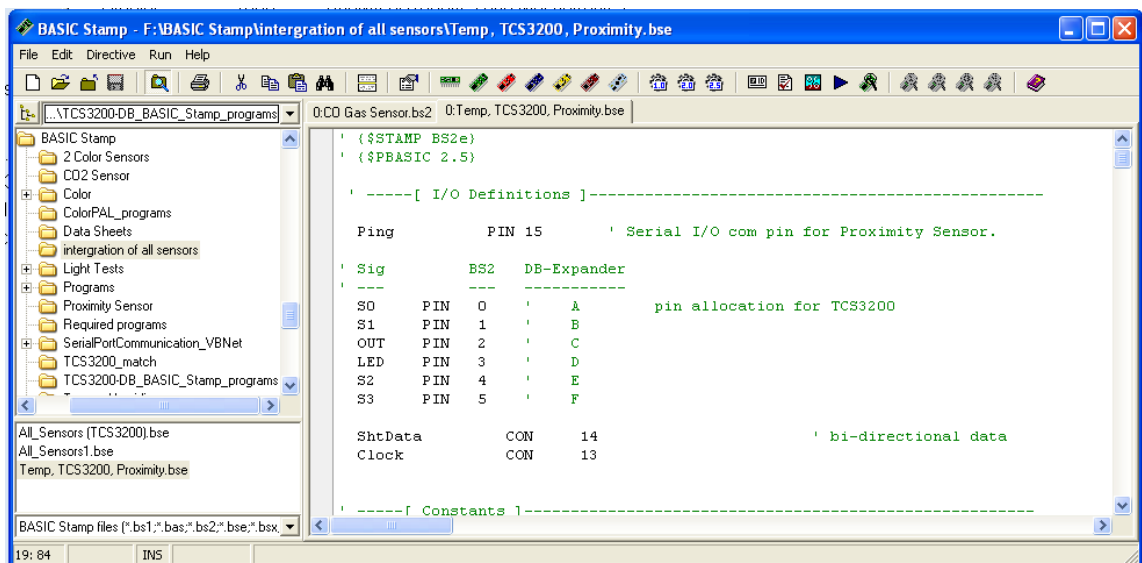 BASIC Stamp - F:\BASIC Stamp\intergration of all sensors\Temp, TCS3200, Proximity.bse
File Edit Directive Run Help
...\TCS3200-DB_BASIC_Stamp_programs
0:CO Gas Sensor.bs2 0:Temp, TCS3200, Proximity.bse
BASIC Stamp
2 Color Sensors
CO2 Sensor
Color
ColorPAL_programs
Data Sheets
intergration of all sensors
Light Tests
Programs
Proximity Sensor
Required programs
SerialPortCommunication_VBNet
TCS3200_match
TCS3200-DB_BASIC_Stamp_programs
All_Sensors (TCS3200).bse
All_Sensors1.bse
Temp, TCS3200, Proximity.bse
BASIC Stamp files (*.bs1;*.bas;*.bs2;*.bse;*.bsx,
' {$STAMP BS2e}
' {$PBASIC 2.5}
' -----[ I/O Definitions ]-------------------------------------------------
Ping PIN 15 ' Serial I/O com pin for Proximity Sensor.
' Sig BS2 DB-Expander
' --- --- -----------
S0 PIN 0 ' A pin allocation for TCS3200
S1 PIN 1 ' B
OUT PIN 2 ' C
LED PIN 3 ' D
S2 PIN 4 ' E
S3 PIN 5 ' F
ShtData CON 14 ' bi-directional data
Clock CON 13
' -----[ Constants ]-------------------------------------------------------
19: 84 INS